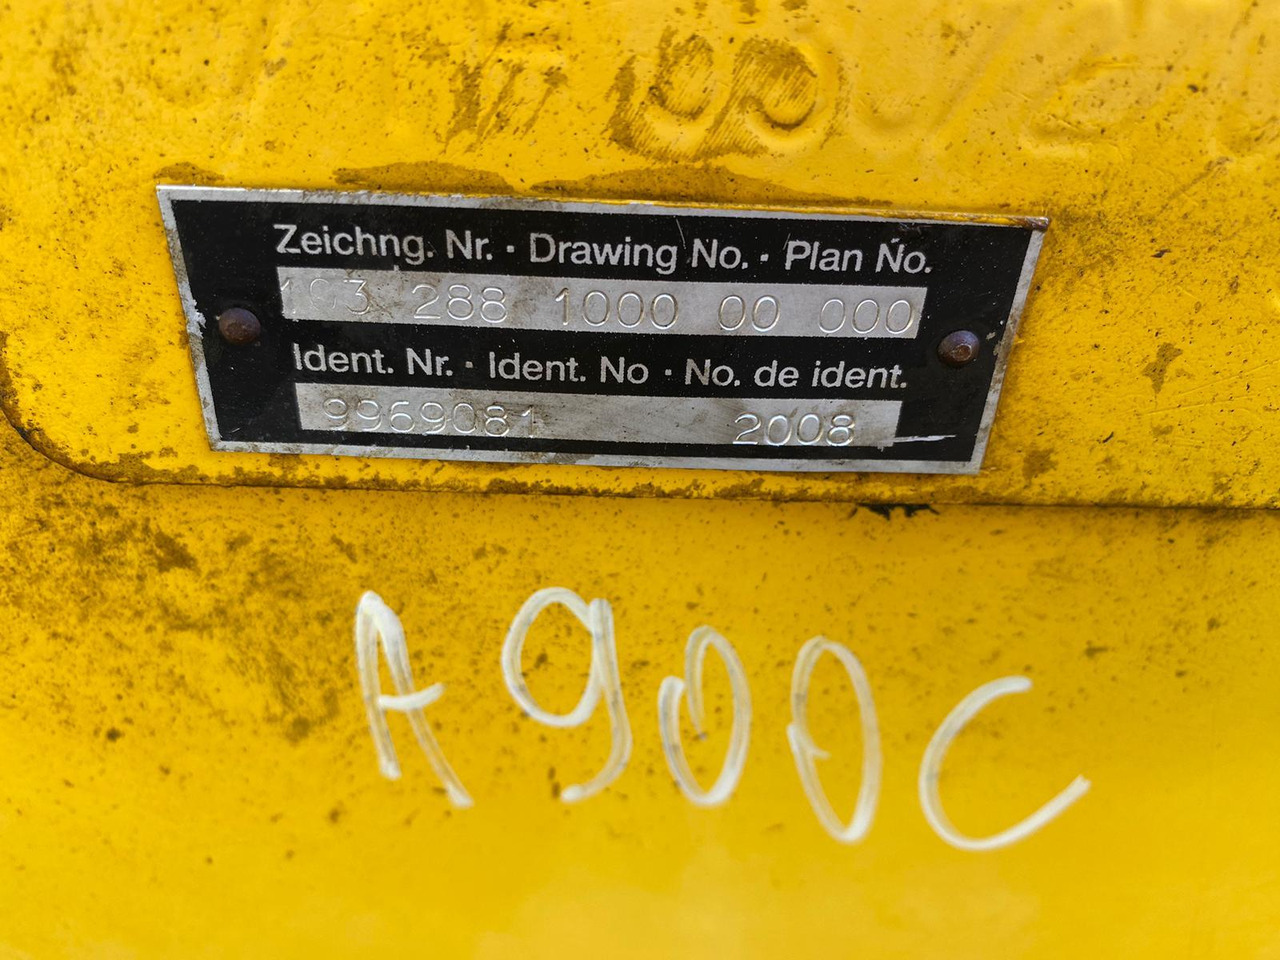 Zeichng. Nr. · Drawing No. · Plan No.
103 288 1000 00 000
Ident. Nr. · Ident. No · No. de ident.
9969081 2008
A900C